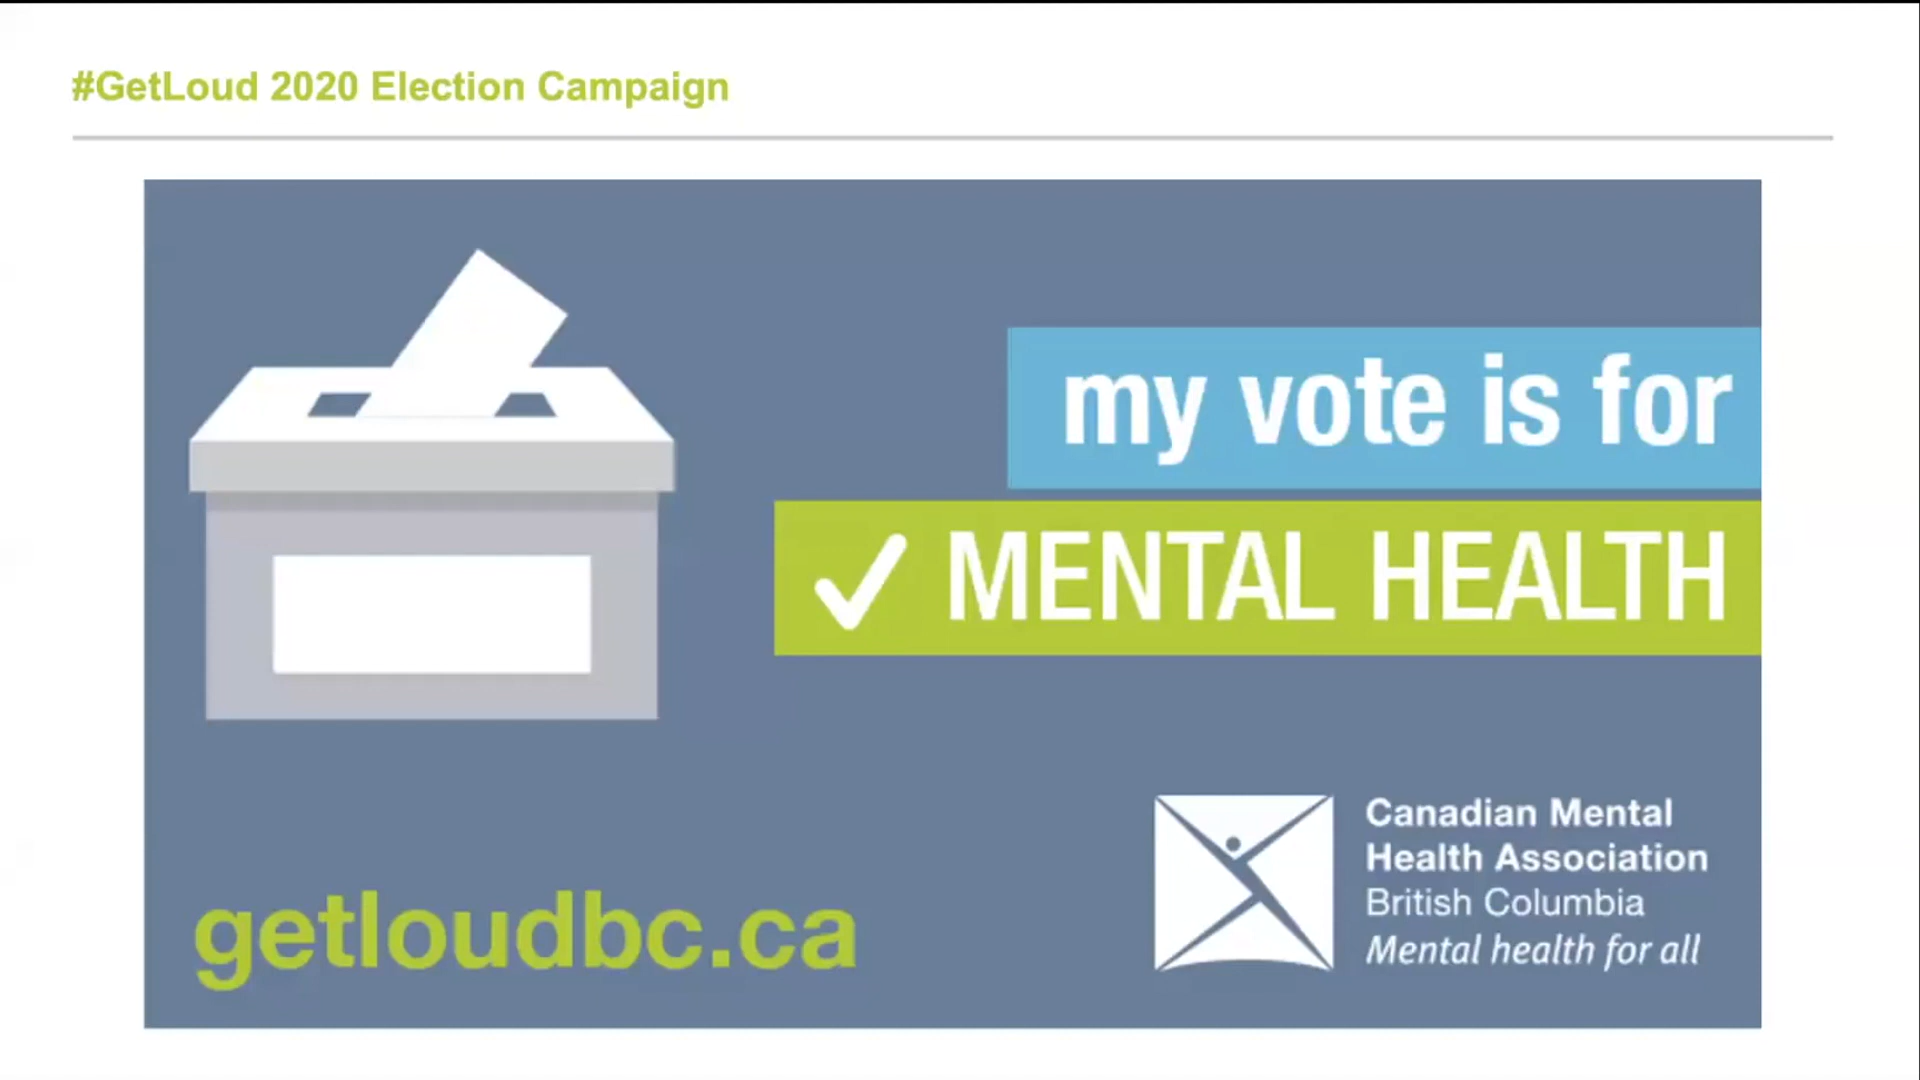 #GetLoud 2020 Election Campaign
my vote is for
✓ MENTAL HEALTH
getloudbc.ca
Canadian Mental
Health Association
British Columbia
Mental health for all